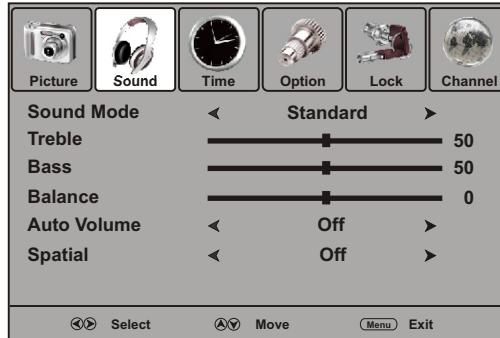 Picture Sound Time Option Lock Channel
Sound Mode Standard
Treble 50
Bass 50
Balance 0
Auto Volume Off
Spatial Off
Select Move Menu Exit